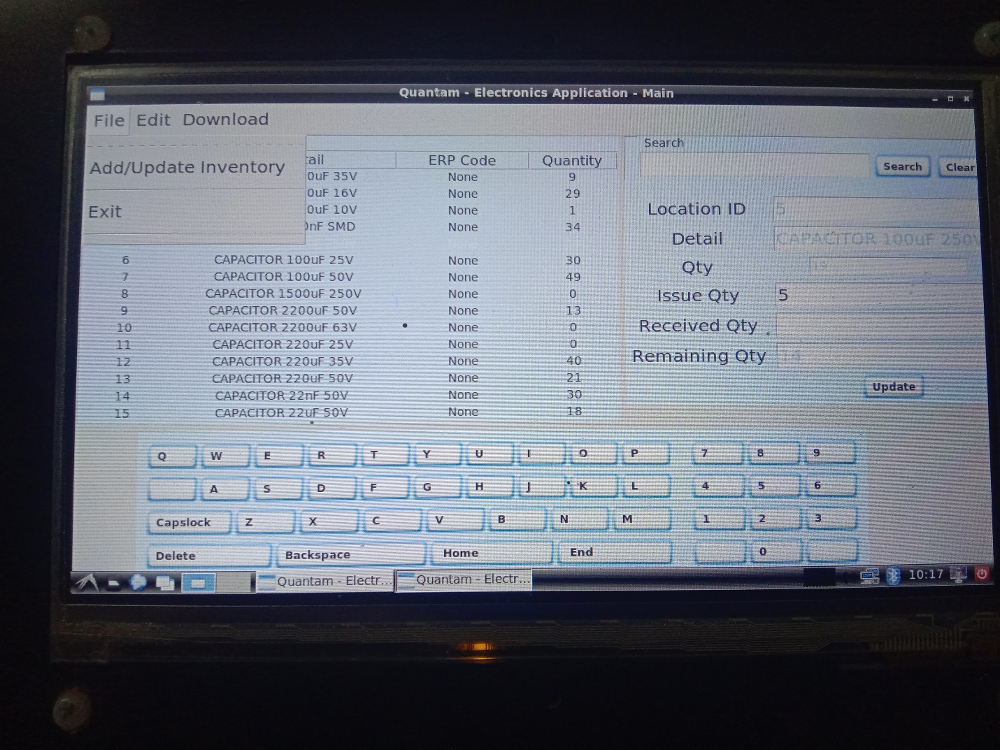 Quantam - Electronics Application - Main
File Edit Download
Add/Update Inventory
Exit
tail ERP Code Quantity
0uF 35V None 9
0uF 16V None 29
0uF 10V None 1
0nF SMD None 34
6 CAPACITOR 100uF 25V None 30
7 CAPACITOR 100uF 50V None 49
8 CAPACITOR 1500uF 250V None 0
9 CAPACITOR 2200uF 50V None 13
10 CAPACITOR 2200uF 63V None 0
11 CAPACITOR 220uF 25V None 0
12 CAPACITOR 220uF 35V None 40
13 CAPACITOR 220uF 50V None 21
14 CAPACITOR 22nF 50V None 30
15 CAPACITOR 22uF 50V None 18
Search
Search Clear
Location ID 5
Detail CAPACITOR 100uF 250V
Qty 19
Issue Qty 5
Received Qty
Remaining Qty 14
Update
Q W E R T Y U I O P 7 8 9
A S D F G H J K L 4 5 6
Capslock Z X C V B N M 1 2 3
Delete Backspace Home End 0
Quantam - Electr... Quantam - Electr... 10:17